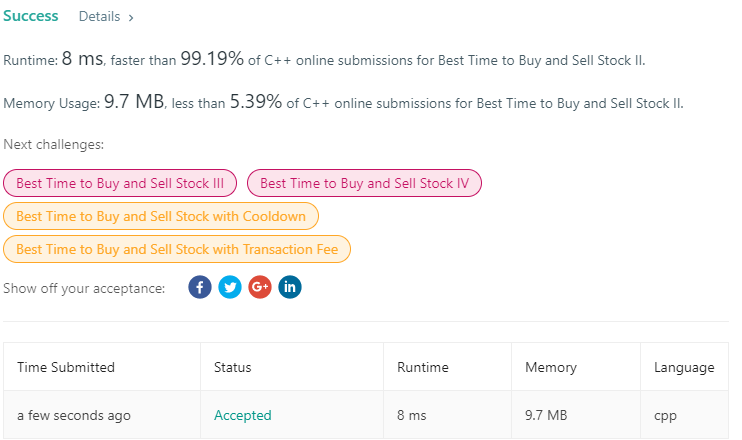 Success Details >
Runtime: 8 ms, faster than 99.19% of C++ online submissions for Best Time to Buy and Sell Stock II.
Memory Usage: 9.7 MB, less than 5.39% of C++ online submissions for Best Time to Buy and Sell Stock II.
Next challenges:
Best Time to Buy and Sell Stock III Best Time to Buy and Sell Stock IV
Best Time to Buy and Sell Stock with Cooldown
Best Time to Buy and Sell Stock with Transaction Fee
Show off your acceptance: f G+ in
Time Submitted Status Runtime Memory Language
a few seconds ago Accepted 8 ms 9.7 MB cpp